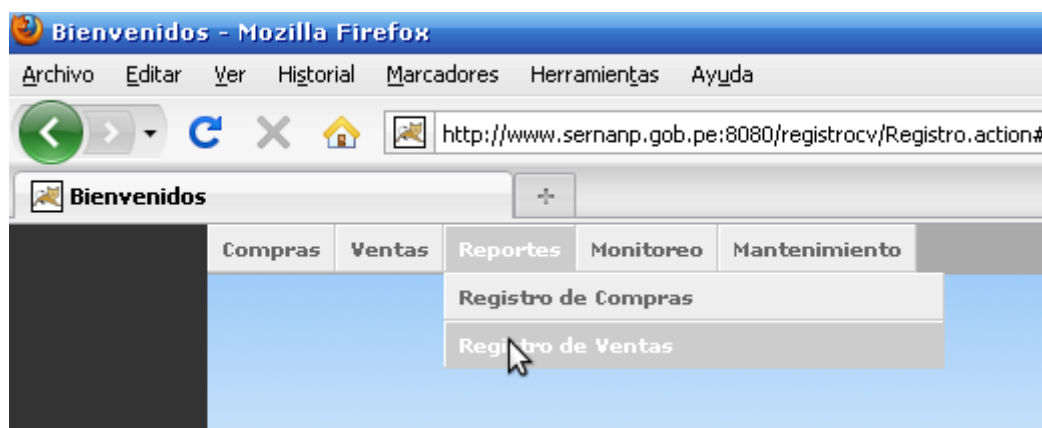 Bienvenidos - Mozilla Firefox
Archivo Editar Ver Historial Marcadores Herramientas Ayuda
http://www.sernanp.gob.pe:8080/registrocv/Registro.action#
Bienvenidos
Compras Ventas Reportes Monitoreo Mantenimiento
Registro de Compras
Registro de Ventas